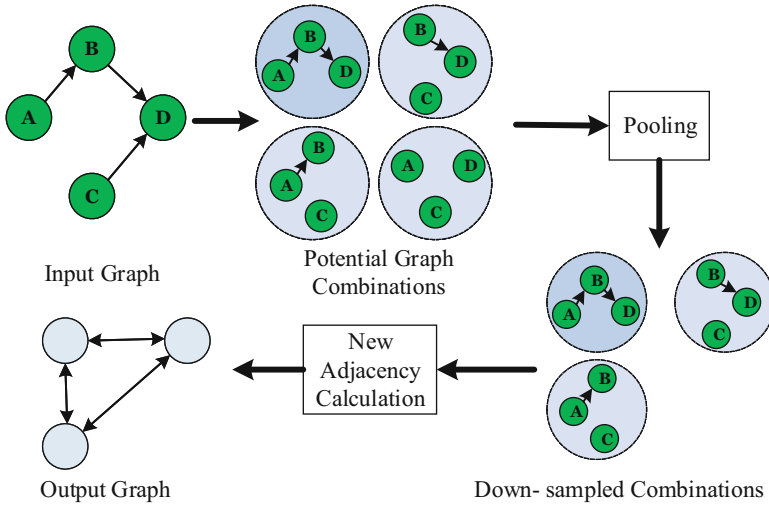 B
A
D
C
Input Graph
B
A
D
B
D
C
B
A
C
A
D
C
Potential Graph
Combinations
Pooling
B
A
D
B
D
C
B
A
C
Down- sampled Combinations
New
Adjacency
Calculation
Output Graph